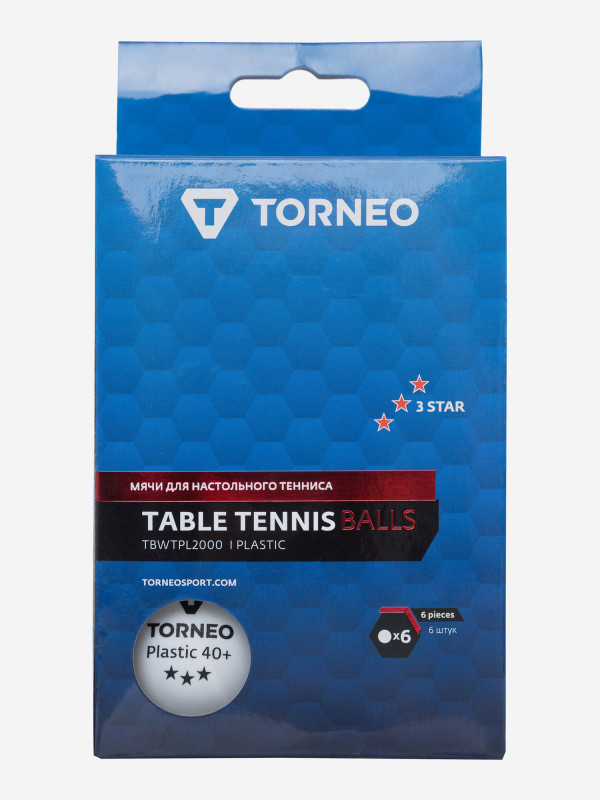 TORNEO
3 STAR
МЯЧИ ДЛЯ НАСТОЛЬНОГО ТЕННИСА
TABLE TENNIS BALLS
TBWTPL2000 | PLASTIC
TORNEOSPORT.COM
TORNEO
Plastic 40+
6 pieces
x6
6 штук